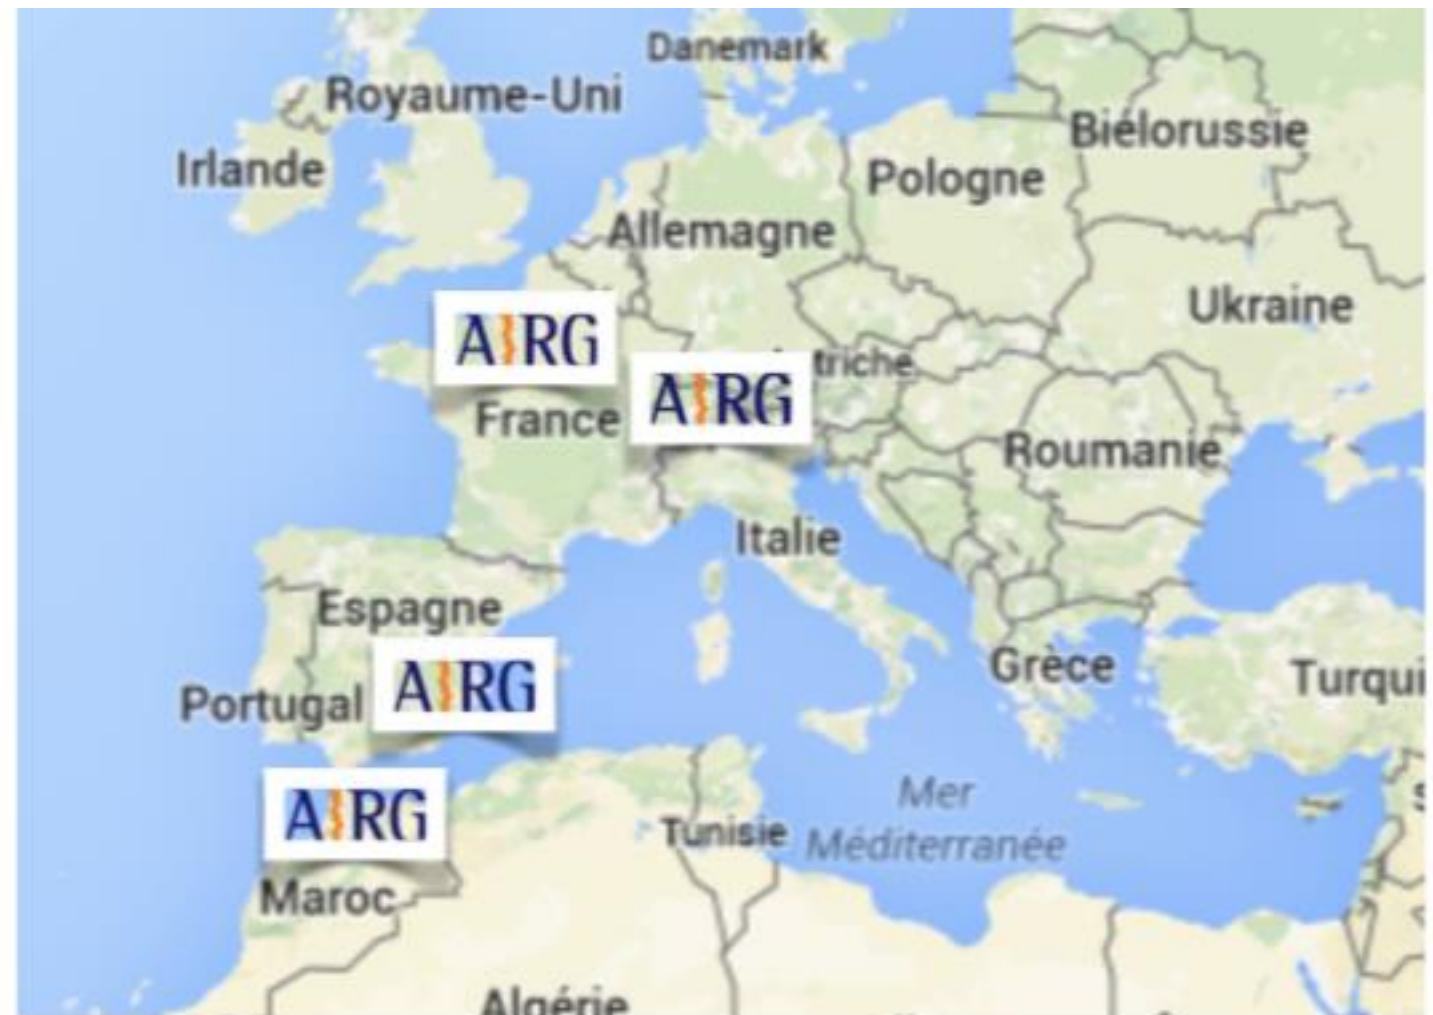 Danemark
Royaume-Uni
Biélorussie
Irlande
Pologne
Allemagne
Ukraine
AIRG
triche
AIRG
France
Roumanie
Italie
Espagne
Grèce
Turqui
AIRG
Portugal
Mer
Méditerranée
AIRG
Tunisie
Maroc
Algérie